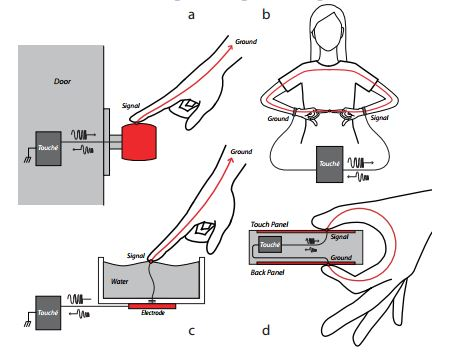 a
b
Ground
Door
Signal
Touché
Ground
Signal
Touché
Ground
Signal
Water
Touché
Electrode
Touch Panel
Signal
Touché
Ground
Back Panel
c
d